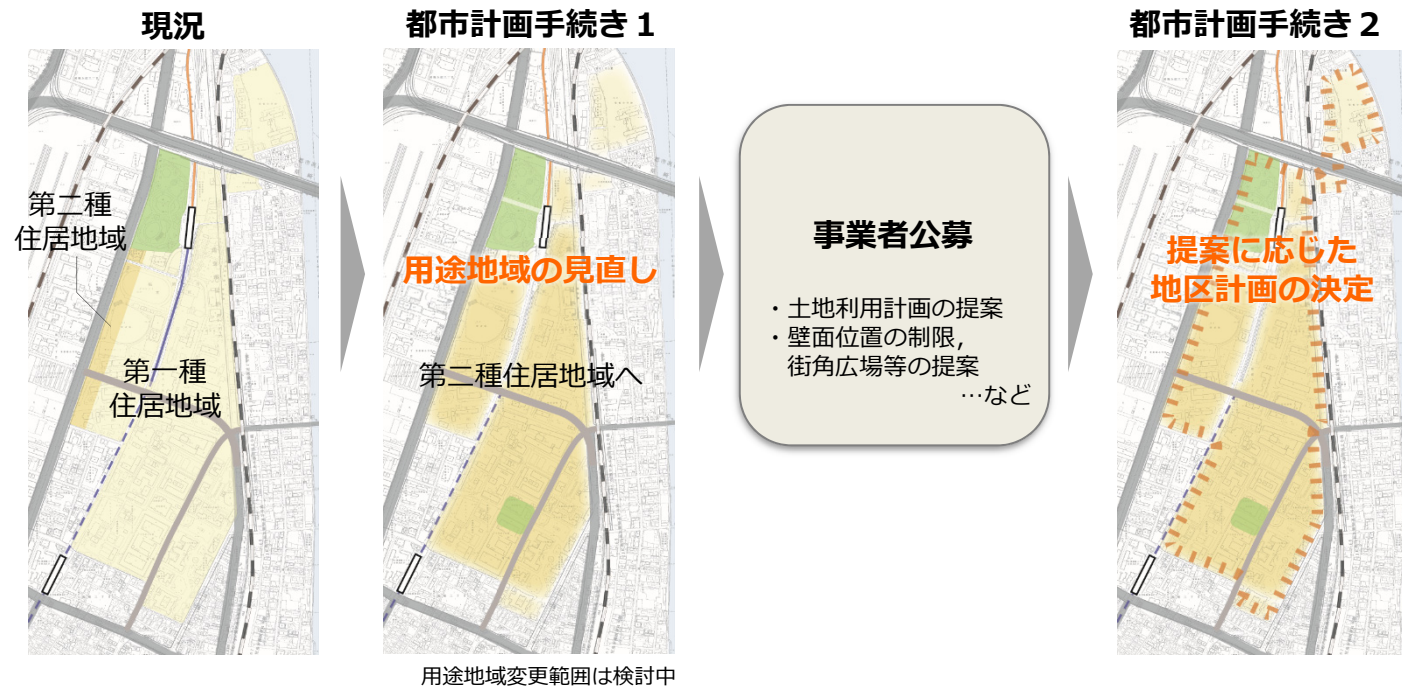 現況
第二種
住居地域
第一種
住居地域
都市計画手続き１
用途地域の見直し
第二種住居地域へ
用途地域変更範囲は検討中
事業者公募
・土地利用計画の提案
・壁面位置の制限，
街角広場等の提案
…など
都市計画手続き２
提案に応じた
地区計画の決定